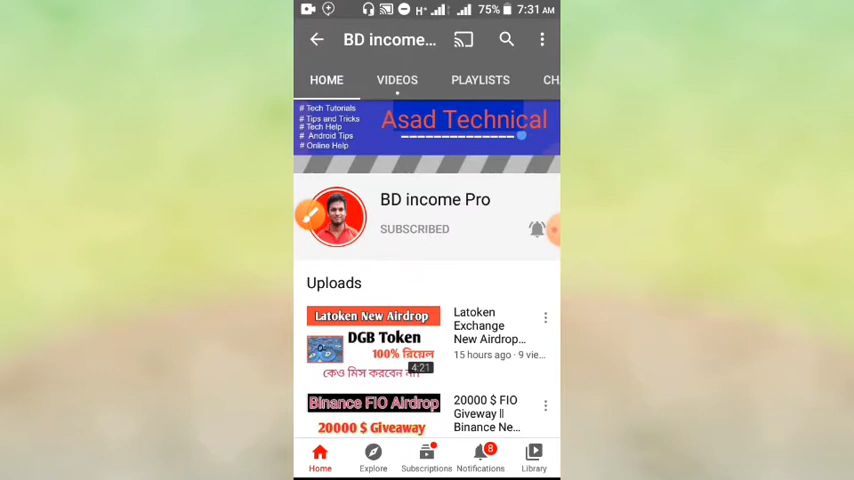 H+ 75% 7:31 AM
BD income...
HOME VIDEOS PLAYLISTS CH
# Tech Tutorials
# Tips and Tricks
# Tech Help
# Android Tips
# Online Help
Asad Technical
BD income Pro
SUBSCRIBED
Uploads
Latoken New Airdrop
DGB Token
100% রিয়েল
কেও মিস করবেন না
4:21
Latoken
Exchange
New Airdrop...
15 hours ago · 9 vie...
Binance FIO Airdrop
20000 $ Giveaway
20000 $ FIO
Giveway ||
Binance Ne...
8
Home Explore Subscriptions Notifications Library